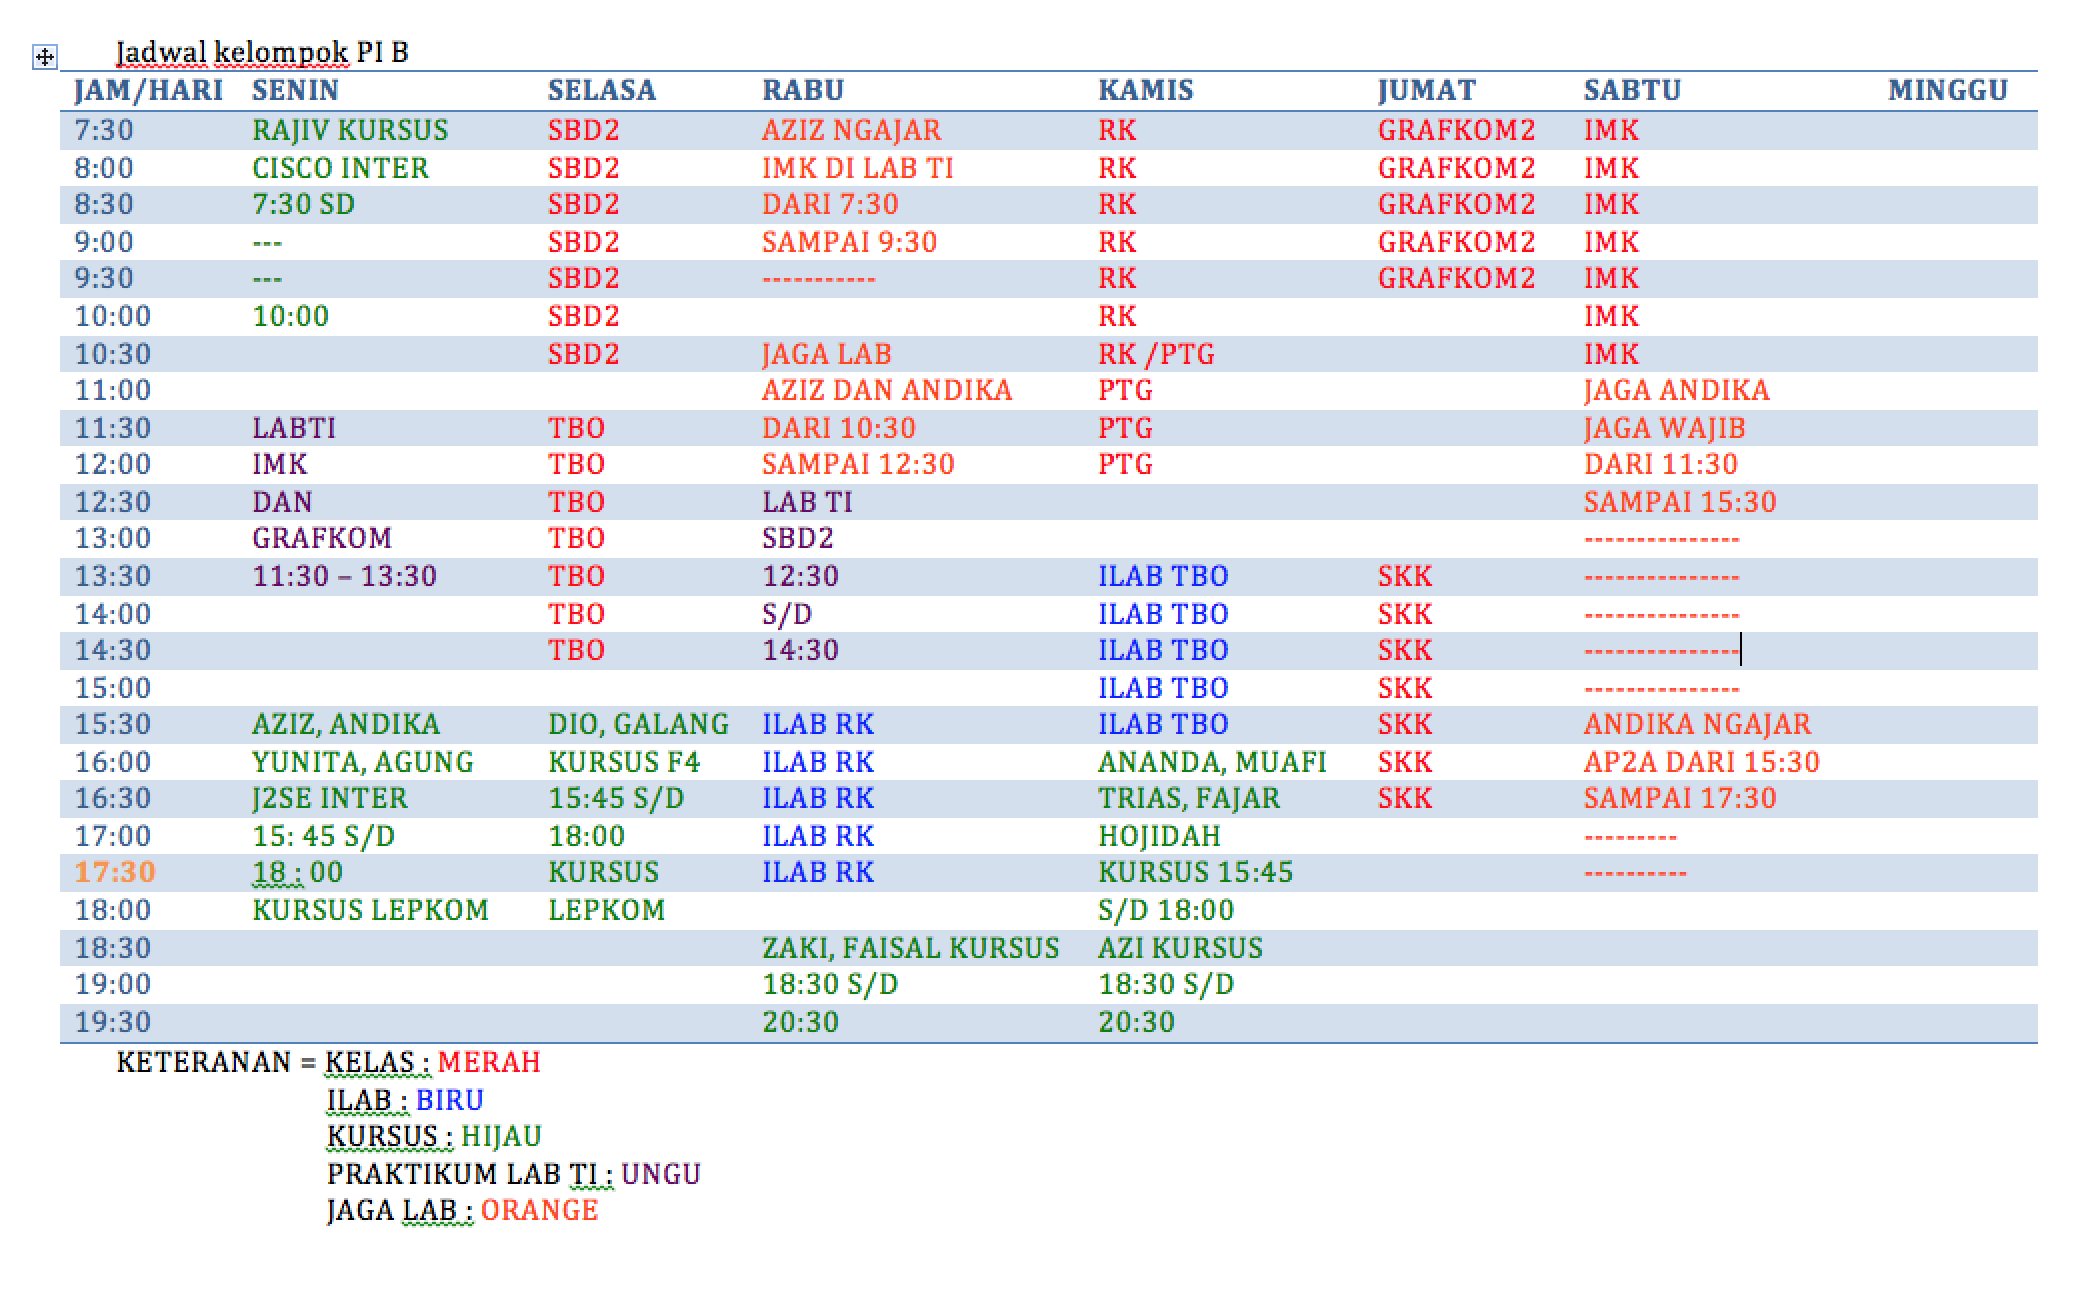 Jadwal kelompok PI B
JAM/HARI SENIN SELASA RABU KAMIS JUMAT SABTU MINGGU
7:30 RAJIV KURSUS SBD2 AZIZ NGAJAR RK GRAFKOM2 IMK
8:00 CISCO INTER SBD2 IMK DI LAB TI RK GRAFKOM2 IMK
8:30 7:30 SD SBD2 DARI 7:30 RK GRAFKOM2 IMK
9:00 --- SBD2 SAMPAI 9:30 RK GRAFKOM2 IMK
9:30 --- SBD2 ----------- RK GRAFKOM2 IMK
10:00 10:00 SBD2 RK IMK
10:30 SBD2 JAGA LAB RK /PTG IMK
11:00 AZIZ DAN ANDIKA PTG JAGA ANDIKA
11:30 LABTI TBO DARI 10:30 PTG JAGA WAJIB
12:00 IMK TBO SAMPAI 12:30 PTG DARI 11:30
12:30 DAN TBO LAB TI SAMPAI 15:30
13:00 GRAFKOM TBO SBD2 ---------------
13:30 11:30 – 13:30 TBO 12:30 ILAB TBO SKK ---------------
14:00 TBO S/D ILAB TBO SKK ---------------
14:30 TBO 14:30 ILAB TBO SKK ---------------
15:00 ILAB TBO SKK ---------------
15:30 AZIZ, ANDIKA DIO, GALANG ILAB RK ILAB TBO SKK ANDIKA NGAJAR
16:00 YUNITA, AGUNG KURSUS F4 ILAB RK ANANDA, MUAFI SKK AP2A DARI 15:30
16:30 J2SE INTER 15:45 S/D ILAB RK TRIAS, FAJAR SKK SAMPAI 17:30
17:00 15: 45 S/D 18:00 ILAB RK HOJIDAH ---------
17:30 18 : 00 KURSUS ILAB RK KURSUS 15:45 ----------
18:00 KURSUS LEPKOM LEPKOM S/D 18:00
18:30 ZAKI, FAISAL KURSUS AZI KURSUS
19:00 18:30 S/D 18:30 S/D
19:30 20:30 20:30
KETERANAN = KELAS : MERAH
ILAB : BIRU
KURSUS : HIJAU
PRAKTIKUM LAB TI : UNGU
JAGA LAB : ORANGE